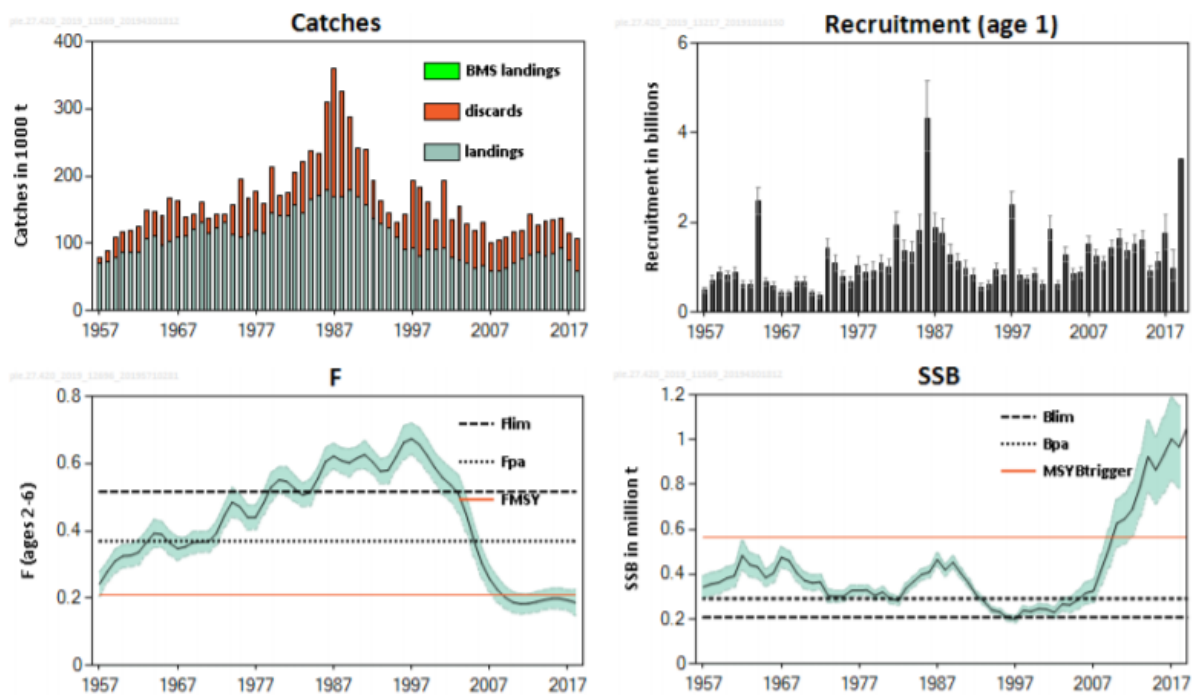 Catches
400
300
200
100
0
Catches in 1000 t
BMS landings
discards
landings
1957 1967 1977 1987 1997 2007 2017
Recruitment (age 1)
6
4
2
0
Recruitment in billions
1957 1967 1977 1987 1997 2007 2017
F
0.8
0.6
0.4
0.2
0
F (ages 2-6)
Flim
Fpa
FMSY
1957 1967 1977 1987 1997 2007 2017
SSB
1.2
1
0.8
0.6
0.4
0.2
0
SSB in million t
Blim
Bpa
MSYBtrigger
1957 1967 1977 1987 1997 2007 2017